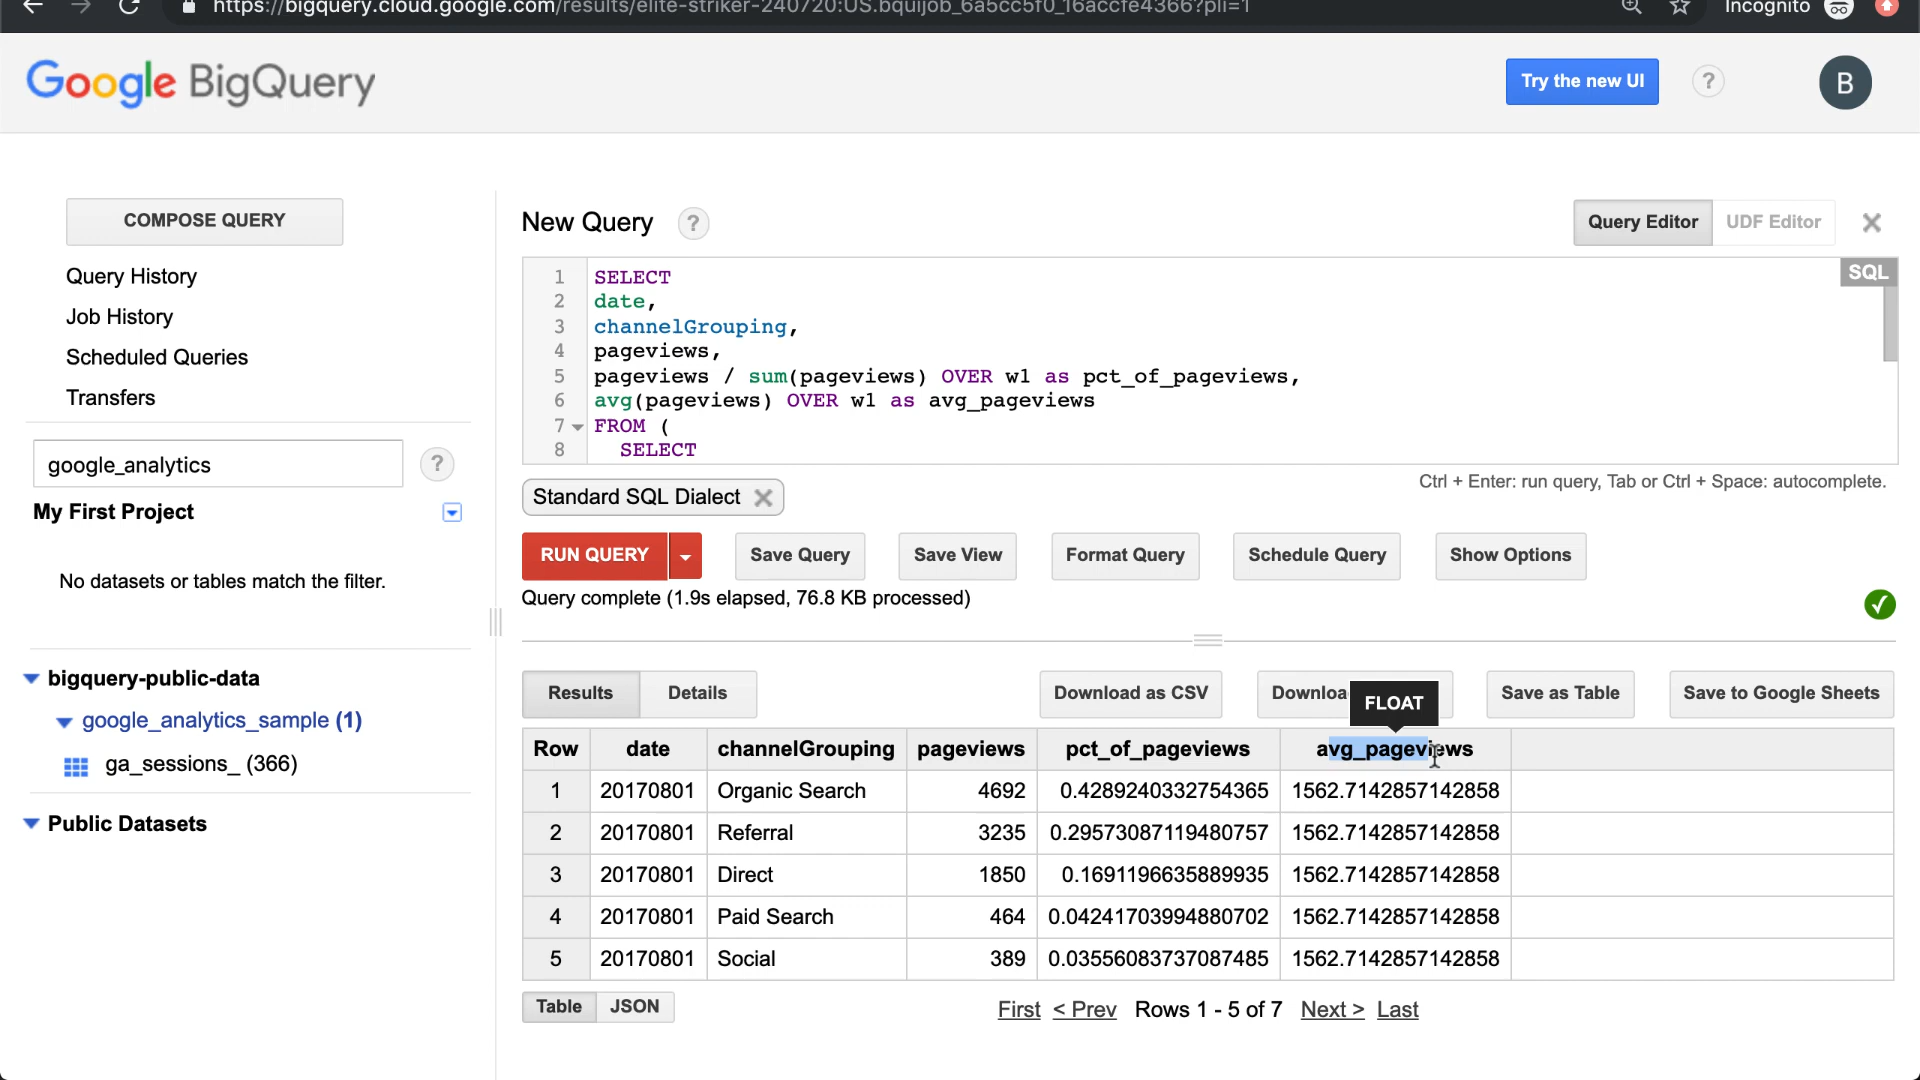 https://bigquery.cloud.google.com/results/elite-striker-240720:US.bquijob_6a5cc5f0_16accfe4366?pli=1
Incognito
Google BigQuery
Try the new UI
?
B
COMPOSE QUERY
Query History
Job History
Scheduled Queries
Transfers
google_analytics
?
My First Project
No datasets or tables match the filter.
bigquery-public-data
google_analytics_sample (1)
ga_sessions_ (366)
Public Datasets
New Query ?
Query Editor UDF Editor
SQL
1 SELECT
2 date,
3 channelGrouping,
4 pageviews,
5 pageviews / sum(pageviews) OVER w1 as pct_of_pageviews,
6 avg(pageviews) OVER w1 as avg_pageviews
7 FROM (
8 SELECT
Ctrl + Enter: run query, Tab or Ctrl + Space: autocomplete.
Standard SQL Dialect
RUN QUERY Save Query Save View Format Query Schedule Query Show Options
Query complete (1.9s elapsed, 76.8 KB processed)
Results Details Download as CSV Downloa Save as Table Save to Google Sheets
FLOAT
Row date channelGrouping pageviews pct_of_pageviews avg_pageviews
1 20170801 Organic Search 4692 0.4289240332754365 1562.7142857142858
2 20170801 Referral 3235 0.29573087119480757 1562.7142857142858
3 20170801 Direct 1850 0.1691196635889935 1562.7142857142858
4 20170801 Paid Search 464 0.04241703994880702 1562.7142857142858
5 20170801 Social 389 0.03556083737087485 1562.7142857142858
Table JSON
First < Prev Rows 1 - 5 of 7 Next > Last